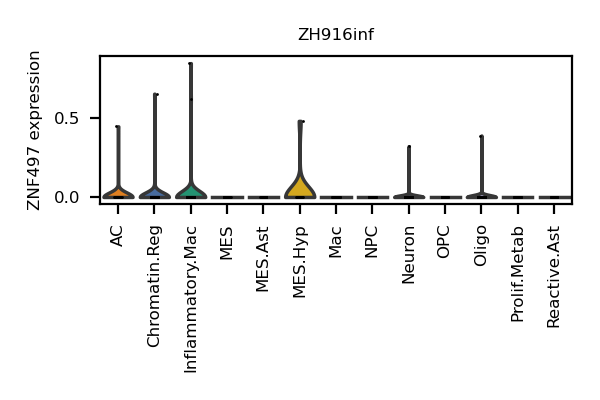 ZH916inf
ZNF497 expression
0.5
0.0
AC
Chromatin.Reg
Inflammatory.Mac
MES
MES.Ast
MES.Hyp
Mac
NPC
Neuron
OPC
Oligo
Prolif.Metab
Reactive.Ast